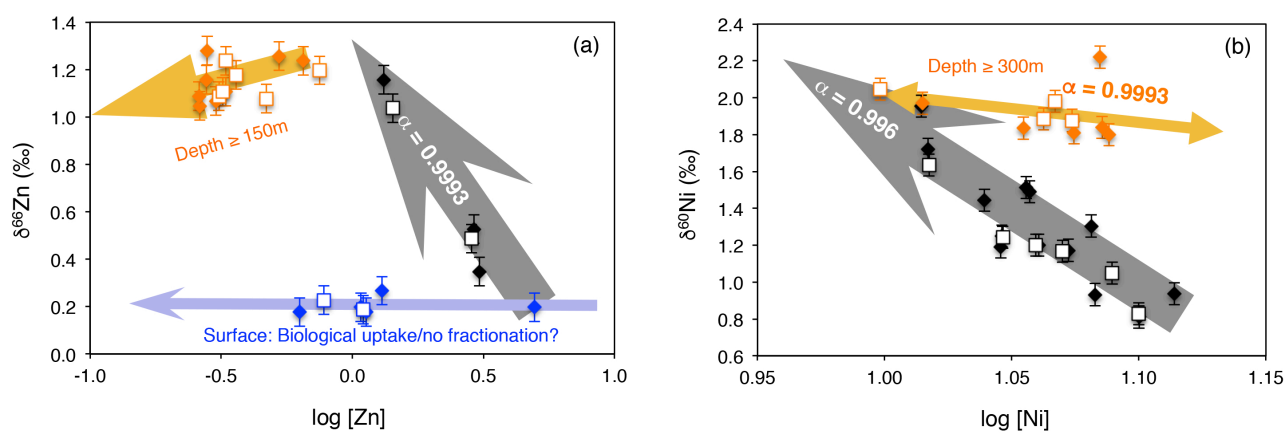 (a)
1.4
1.2
1.0
0.8
0.6
0.4
0.2
0.0
δ66Zn (‰)
-1.0
-0.5
0.0
0.5
1.0
log [Zn]
Depth ≥ 150m
α = 0.9993
Surface: Biological uptake/no fractionation?
(b)
2.4
2.2
2.0
1.8
1.6
1.4
1.2
1.0
0.8
0.6
δ60Ni (‰)
0.95
1.00
1.05
1.10
1.15
log [Ni]
Depth ≥ 300m
α = 0.9993
α = 0.996